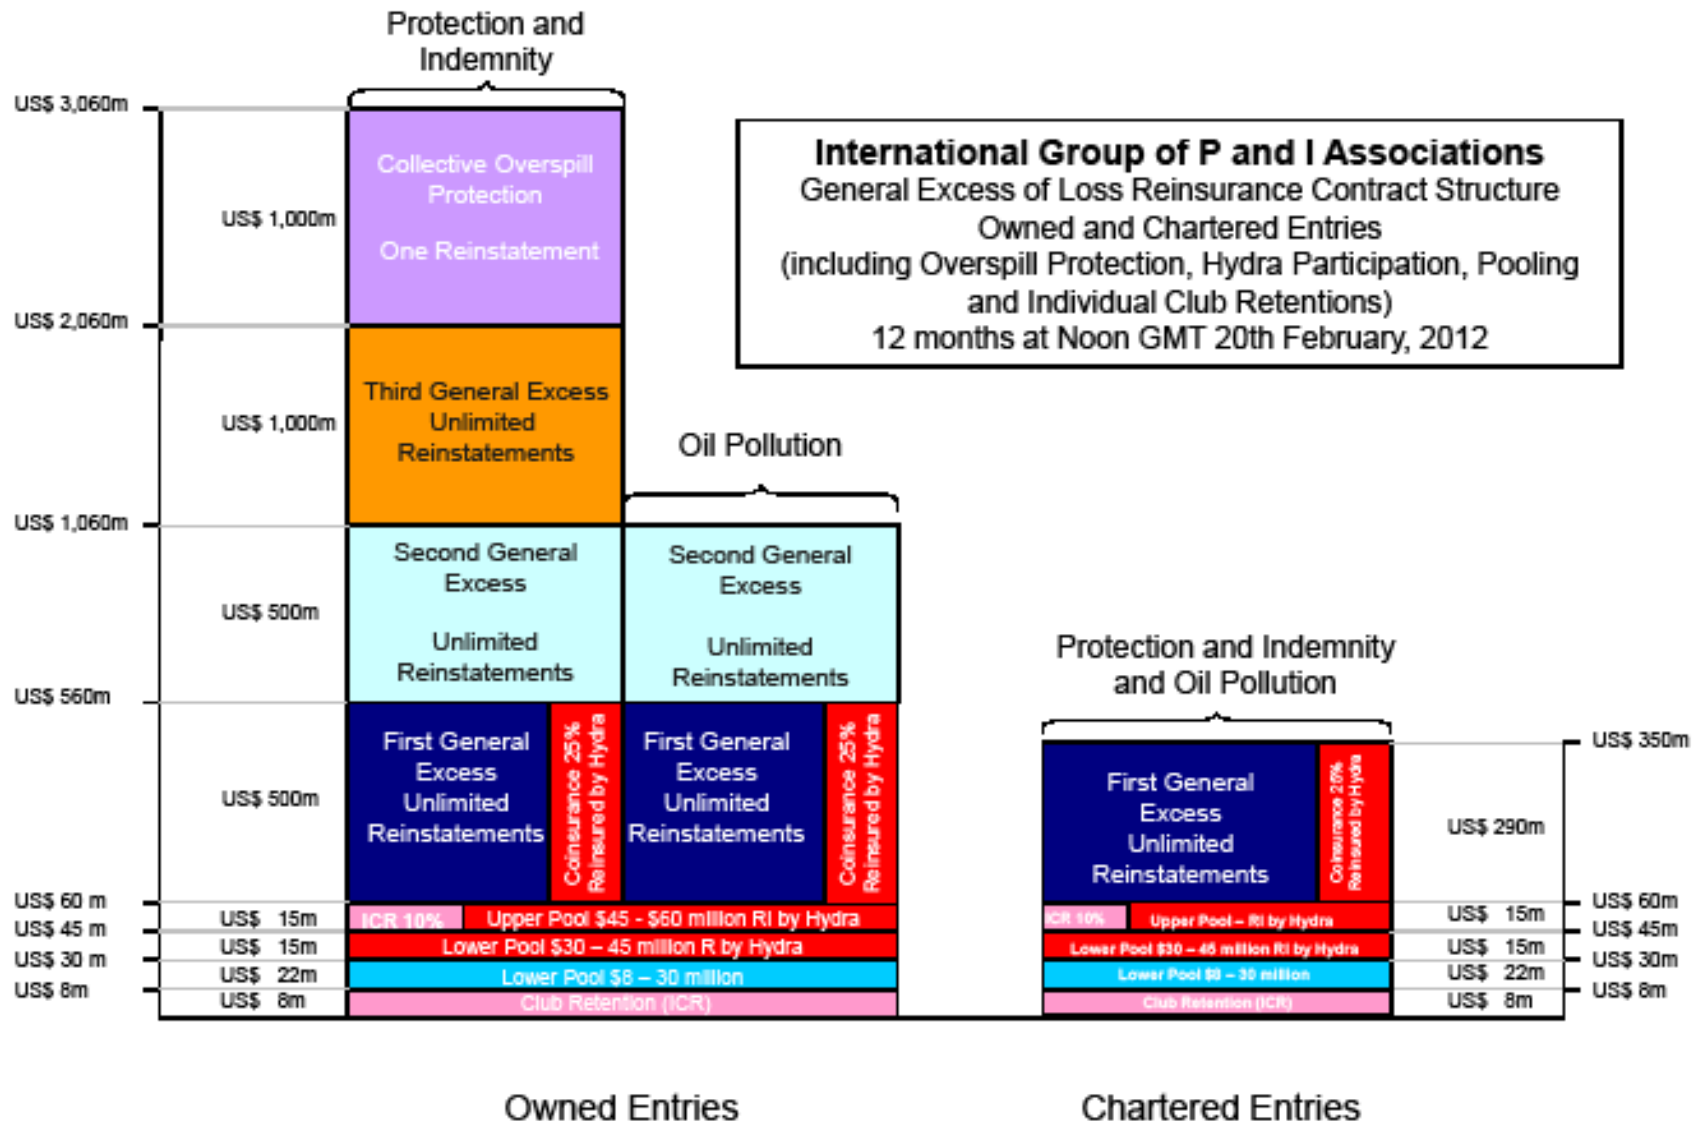 Protection and
Indemnity
US$ 3,060m
Collective Overspill
Protection
One Reinstatement
US$ 1,000m
International Group of P and I Associations
General Excess of Loss Reinsurance Contract Structure
Owned and Chartered Entries
(including Overspill Protection, Hydra Participation, Pooling
and Individual Club Retentions)
12 months at Noon GMT 20th February, 2012
US$ 2,060m
Third General Excess
Unlimited
Reinstatements
US$ 1,000m
Oil Pollution
US$ 1,060m
Second General
Excess
Unlimited
Reinstatements
Second General
Excess
Unlimited
Reinstatements
US$ 500m
US$ 560m
First General
Excess
Unlimited
Reinstatements
Coinsurance 25%
Reinsured by Hydra
First General
Excess
Unlimited
Reinstatements
Coinsurance 25%
Reinsured by Hydra
US$ 500m
US$ 60 m
US$ 15m
ICR 10%
Upper Pool $45 - $60 million RI by Hydra
US$ 45 m
US$ 15m
Lower Pool $30 – 45 million R by Hydra
US$ 30 m
US$ 22m
Lower Pool $8 – 30 million
US$ 8m
US$ 8m
Club Retention (ICR)
Owned Entries
Protection and Indemnity
and Oil Pollution
US$ 350m
First General
Excess
Unlimited
Reinstatements
Coinsurance 25%
Reinsured by Hydra
US$ 290m
US$ 60m
ICR 10%
Upper Pool – RI by Hydra
US$ 15m
US$ 45m
Lower Pool $30 – 45 million RI by Hydra
US$ 15m
US$ 30m
Lower Pool $8 – 30 million
US$ 22m
US$ 8m
Club Retention (ICR)
US$ 8m
Chartered Entries